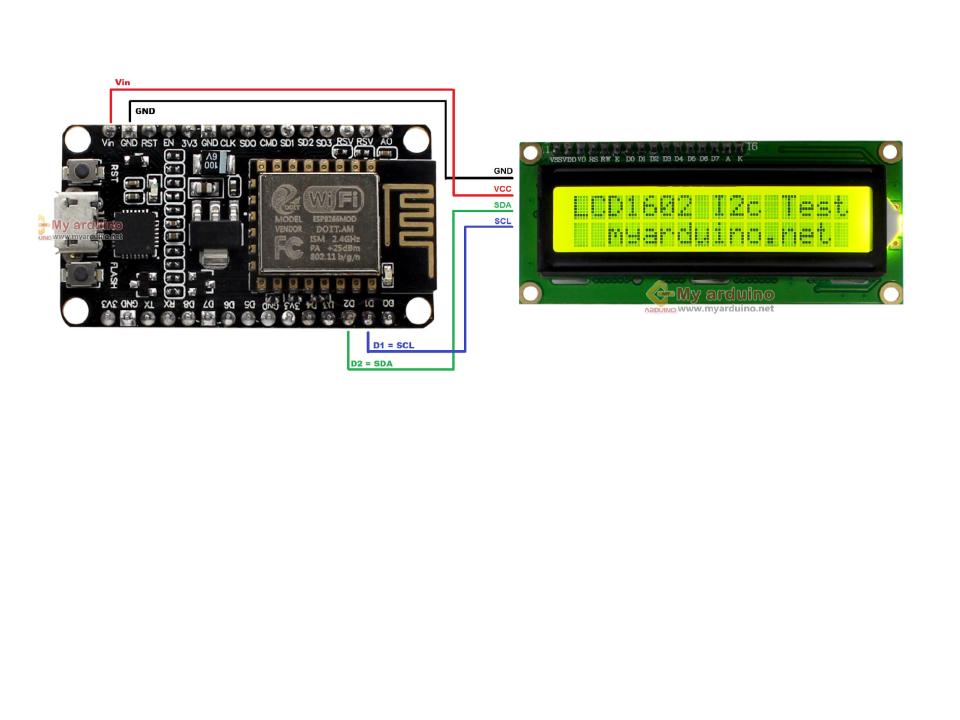 Vin
GND
Vin GND RST EN 3V3 GND CLK SD0 CMD SD1 SD2 SD3 RSV RSV A0
RST
100
6V
WiFi
MODEL ESP8266MOD
VENDOR DOIT.AM
ISM 2.4GHz
PA +25dBm
802.11 b/g/n
FC
My arduino
www.myarduino.net
FLASH
3V3 GND TX RX D8 D7 D6 D5 GND 3V3 D4 D3 D2 D1 D0
D1 = SCL
D2 = SDA
GND
VCC
SDA
SCL
1
16
VSS VDD VO RS RW E D0 D1 D2 D3 D4 D5 D6 D7 A K
LCD1602 I2c Test
myarduino.net
My arduino
ARDUINO www.myarduino.net